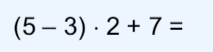 (5 – 3) · 2 + 7 =